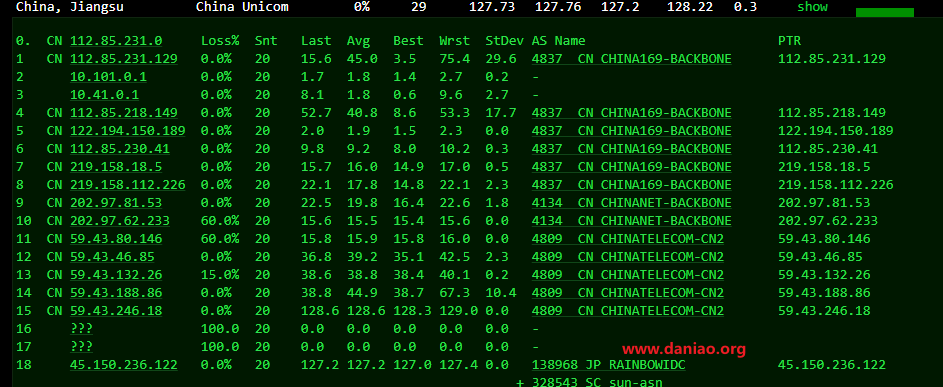 China, Jiangsu China Unicom 0% 29 127.73 127.76 127.2 128.22 0.3 show
0. CN 112.85.231.0 Loss% Snt Last Avg Best Wrst StDev AS Name PTR
1 CN 112.85.231.129 0.0% 20 15.6 45.0 3.5 75.4 29.6 4837 CN CHINA169-BACKBONE 112.85.231.129
2 10.101.0.1 0.0% 20 1.7 1.8 1.4 2.7 0.2 -
3 10.41.0.1 0.0% 20 8.1 1.8 0.6 9.6 2.7 -
4 CN 112.85.218.149 0.0% 20 52.7 40.8 8.6 53.3 17.7 4837 CN CHINA169-BACKBONE 112.85.218.149
5 CN 122.194.150.189 0.0% 20 2.0 1.9 1.5 2.3 0.0 4837 CN CHINA169-BACKBONE 122.194.150.189
6 CN 112.85.230.41 0.0% 20 9.8 9.2 8.0 10.2 0.3 4837 CN CHINA169-BACKBONE 112.85.230.41
7 CN 219.158.18.5 0.0% 20 15.7 16.0 14.9 17.0 0.5 4837 CN CHINA169-BACKBONE 219.158.18.5
8 CN 219.158.112.226 0.0% 20 22.1 17.8 14.8 22.1 2.3 4837 CN CHINA169-BACKBONE 219.158.112.226
9 CN 202.97.81.53 0.0% 20 22.5 19.8 16.4 22.6 1.8 4134 CN CHINANET-BACKBONE 202.97.81.53
10 CN 202.97.62.233 60.0% 20 15.6 15.5 15.4 15.6 0.0 4134 CN CHINANET-BACKBONE 202.97.62.233
11 CN 59.43.80.146 60.0% 20 15.8 15.9 15.8 16.0 0.0 4809 CN CHINATELECOM-CN2 59.43.80.146
12 CN 59.43.46.85 0.0% 20 36.8 39.2 35.1 42.5 2.3 4809 CN CHINATELECOM-CN2 59.43.46.85
13 CN 59.43.132.26 15.0% 20 38.6 38.8 38.4 40.1 0.2 4809 CN CHINATELECOM-CN2 59.43.132.26
14 CN 59.43.188.86 0.0% 20 38.8 44.9 38.7 67.3 10.4 4809 CN CHINATELECOM-CN2 59.43.188.86
15 CN 59.43.246.18 0.0% 20 128.6 128.6 128.3 129.0 0.0 4809 CN CHINATELECOM-CN2 59.43.246.18
16 ??? 100.0 20 0.0 0.0 0.0 0.0 0.0 -
17 ??? 100.0 20 0.0 0.0 0.0 0.0 0.0 -
www.daniao.org
18 45.150.236.122 0.0% 20 127.2 127.2 127.0 127.4 0.0 138968 JP RAINBOWIDC 45.150.236.122
+ 328543 SC sun-asn